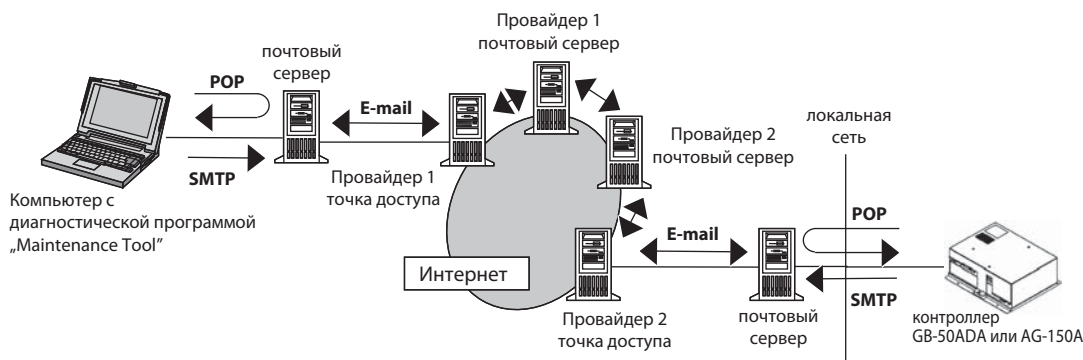 Провайдер 1
почтовый сервер
почтовый
сервер
POP
E-mail
SMTP
Провайдер 1
точка доступа
Компьютер с
диагностической программой
„Maintenance Tool”
Провайдер 2
почтовый сервер
локальная
сеть
Интернет
E-mail
POP
SMTP
Провайдер 2
точка доступа
почтовый
сервер
контроллер
GB-50ADA или AG-150A